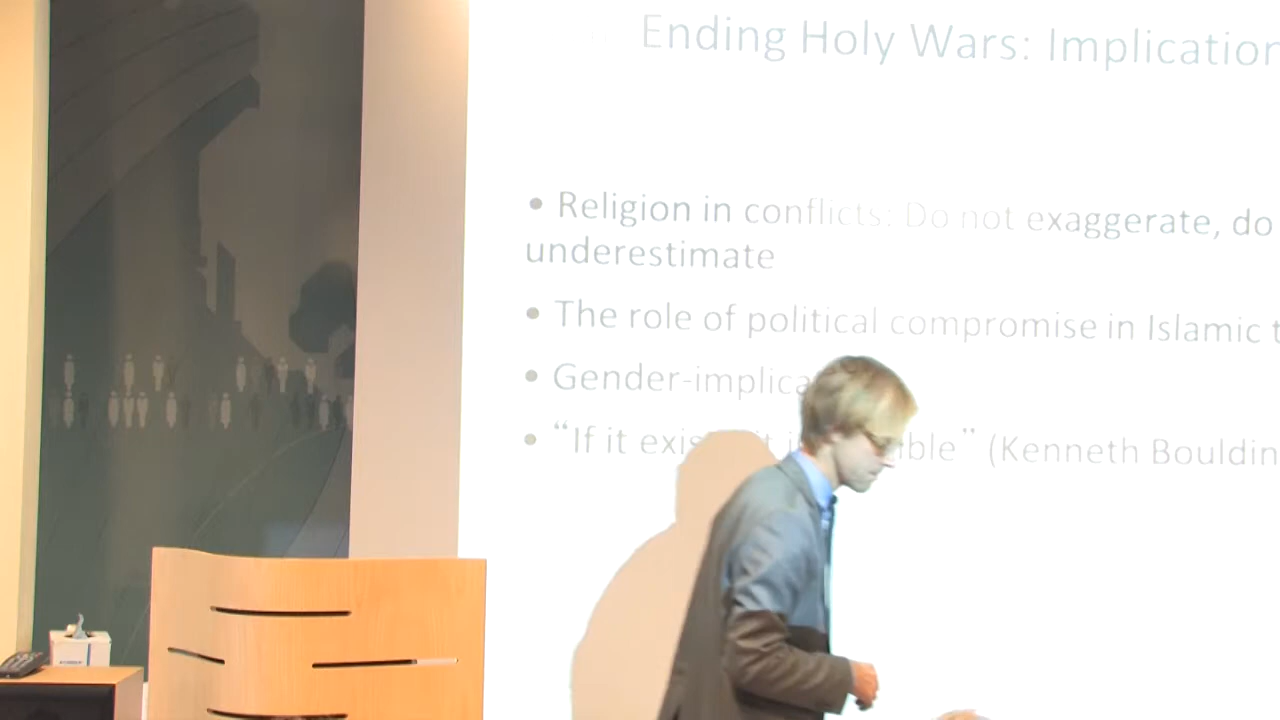 Ending Holy Wars: Implication
• Religion in conflicts: Do not exaggerate, do
underestimate
• The role of political compromise in Islamic t
• Gender-implica
• “If it exis it i ble” (Kenneth Bouldin